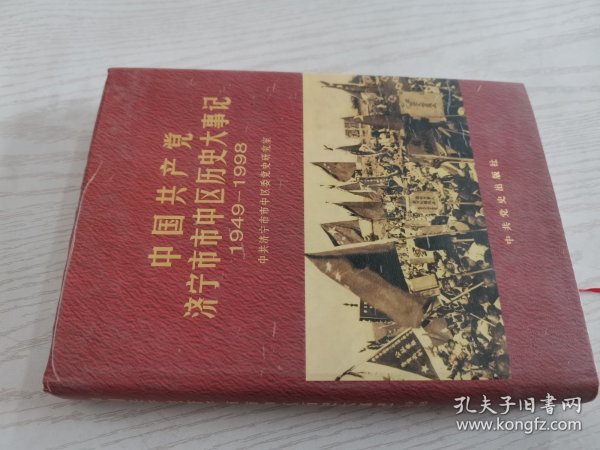 中国共产党
济宁市市中区历史大事记
1949—1998
中共济宁市市中区委党史研究室
中共党史出版社
孔夫子旧书网
www.kongfz.com